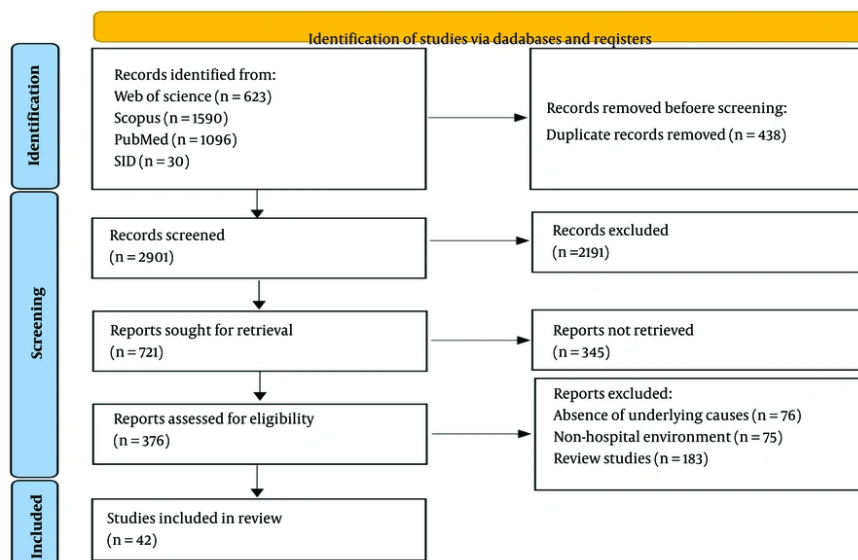 Identification of studies via dadabases and reqisters
Identification
Records identified from:
Web of science (n = 623)
Scopus (n = 1590)
PubMed (n = 1096)
SID (n = 30)
Records removed befoere screening:
Duplicate records removed (n = 438)
Screening
Records screened
(n = 2901)
Records excluded
(n =2191)
Reports sought for retrieval
(n = 721)
Reports not retrieved
(n = 345)
Reports assessed for eligibility
(n = 376)
Reports excluded:
Absence of underlying causes (n = 76)
Non-hospital environment (n = 75)
Review studies (n = 183)
Included
Studies included in review
(n = 42)